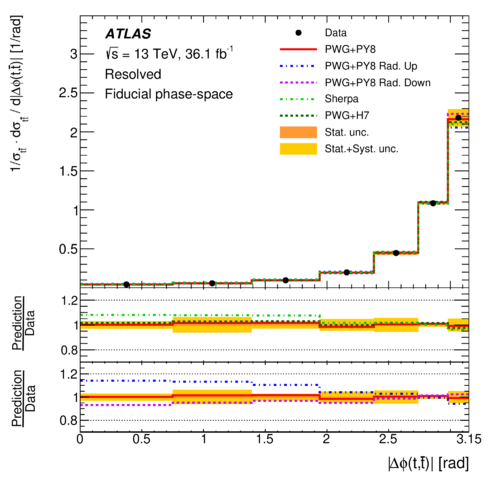 1/σtt̄ · dσtt̄ / d|Δϕ(t,t̄)| [1/rad]
ATLAS
√s = 13 TeV, 36.1 fb⁻¹
Resolved
Fiducial phase-space
Data
PWG+PY8
PWG+PY8 Rad. Up
PWG+PY8 Rad. Down
Sherpa
PWG+H7
Stat. unc.
Stat.+Syst. unc.
3
2.5
2
1.5
1
0.5
Prediction
Data
1.2
1
0.8
Prediction
Data
1.2
1
0.8
0 0.5 1 1.5 2 2.5 3.15
|Δϕ(t,t̄)| [rad]